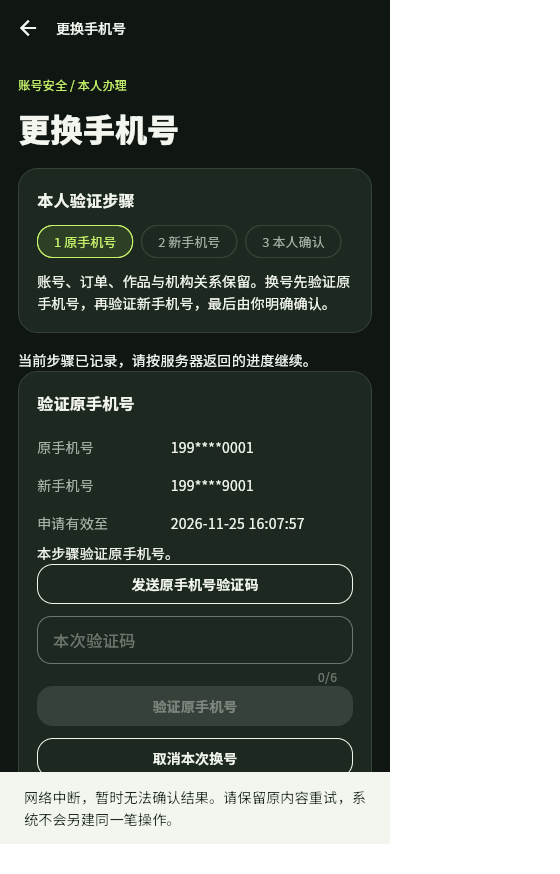 更换手机号
账号安全 / 本人办理
更换手机号
本人验证步骤
1 原手机号
2 新手机号
3 本人确认
账号、订单、作品与机构关系保留。换号先验证原
手机号，再验证新手机号，最后由你明确确认。
当前步骤已记录，请按服务器返回的进度继续。
验证原手机号
原手机号 199****0001
新手机号 199****9001
申请有效至 2026-11-25 16:07:57
本步骤验证原手机号。
发送原手机号验证码
本次验证码
0/6
验证原手机号
取消本次换号
网络中断，暂时无法确认结果。请保留原内容重试，系
统不会另建同一笔操作。